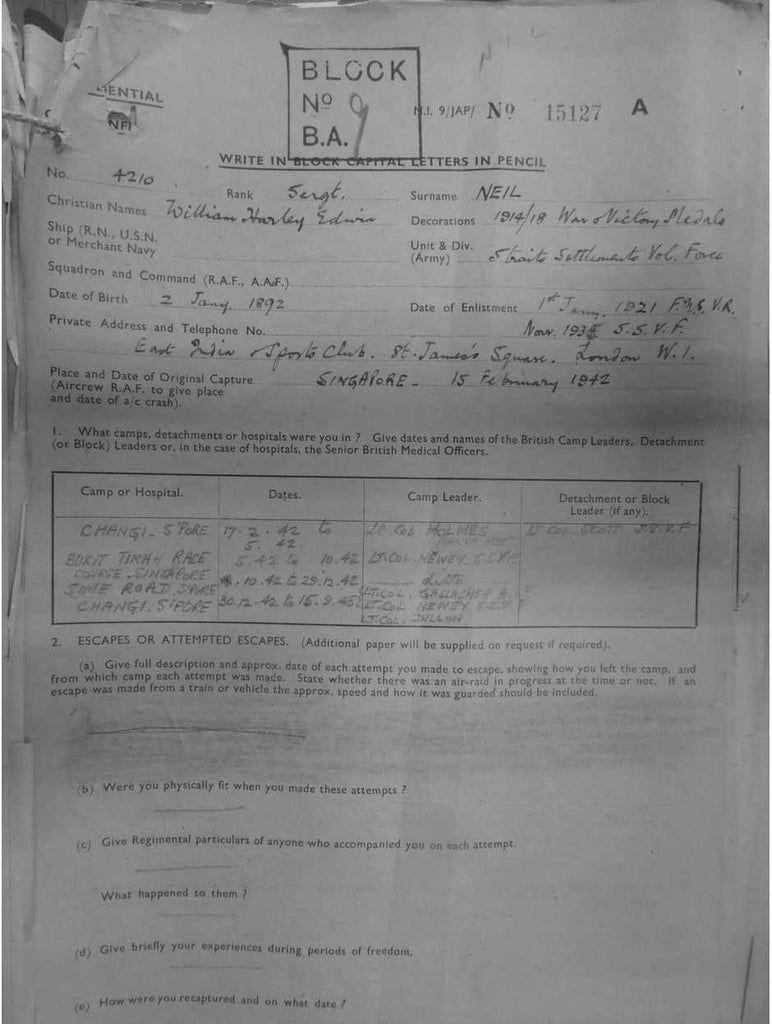 DENTIAL
BLOCK
No 9
B.A.
M.I. 9/JAP/ No 15127 A
WRITE IN BLOCK CAPITAL LETTERS IN PENCIL
No. 4210 Rank Sergt. Surname NEIL
Christian Names William Harley Edwin Decorations 1914/18 War & Victory Medals
Ship (R.N., U.S.N. or Merchant Navy
Unit & Div. (Army) Straits Settlements Vol. Force
Squadron and Command (R.A.F., A.A.F.)
Date of Birth 2 Jany 1892 Date of Enlistment 1st Jany. 1921 F.M.S.V.R.
Private Address and Telephone No. Nov. S.S.V.F.
East India & Sports Club. St. James's Square. London W.1.
Place and Date of Original Capture SINGAPORE - 15 February 1942
(Aircrew R.A.F. to give place
and date of a/c crash).
1. What camps, detachments or hospitals were you in ? Give dates and names of the British Camp Leaders, Detachment
(or Block) Leaders or, in the case of hospitals, the Senior British Medical Officers.
Camp or Hospital. Dates. Camp Leader. Detachment or Block
Leader (if any).
CHANGI - S'PORE 17.2.42 to LT. COL HOLMES LT COL. SCOTT S.S.V.F.
5.42.
BUKIT TIMAH RACE 5.42 to 10.42 LT. COL. NEWEY S.S.V.F
COURSE - SINGAPORE
SIME ROAD S'PORE 10.42 to 29.12.42 ditto
CHANGI. S'PORE 30.12.42 to 15.9.45 LT. COL. GALLAGHER A.I.F
LT. COL NEWEY S.S.V.F
LT. COL. DILLON
2. ESCAPES OR ATTEMPTED ESCAPES. (Additional paper will be supplied on request if required).
(a) Give full description and approx. date of each attempt you made to escape, showing how you left the camp, and
from which camp each attempt was made. State whether there was an air-raid in progress at the time or not. If an
escape was made from a train or vehicle the approx. speed and how it was guarded should be included.
(b) Were you physically fit when you made these attempts ?
(c) Give Regimental particulars of anyone who accompanied you on each attempt.
What happened to them ?
(d) Give briefly your experiences during periods of freedom.
(e) How were you recaptured and on what date ?